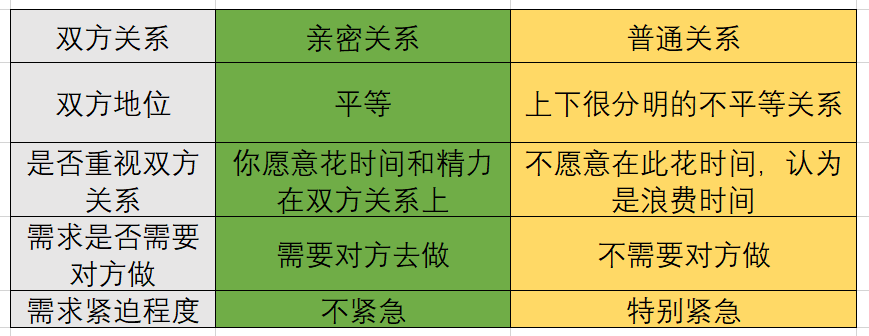 双方关系 亲密关系 普通关系
双方地位 平等 上下很分明的不平等关系
是否重视双方 你愿意花时间和精力 不愿意在此花时间，认为
关系 在双方关系上 是浪费时间
需求是否需要 需要对方去做 不需要对方做
对方做
需求紧迫程度 不紧急 特别紧急